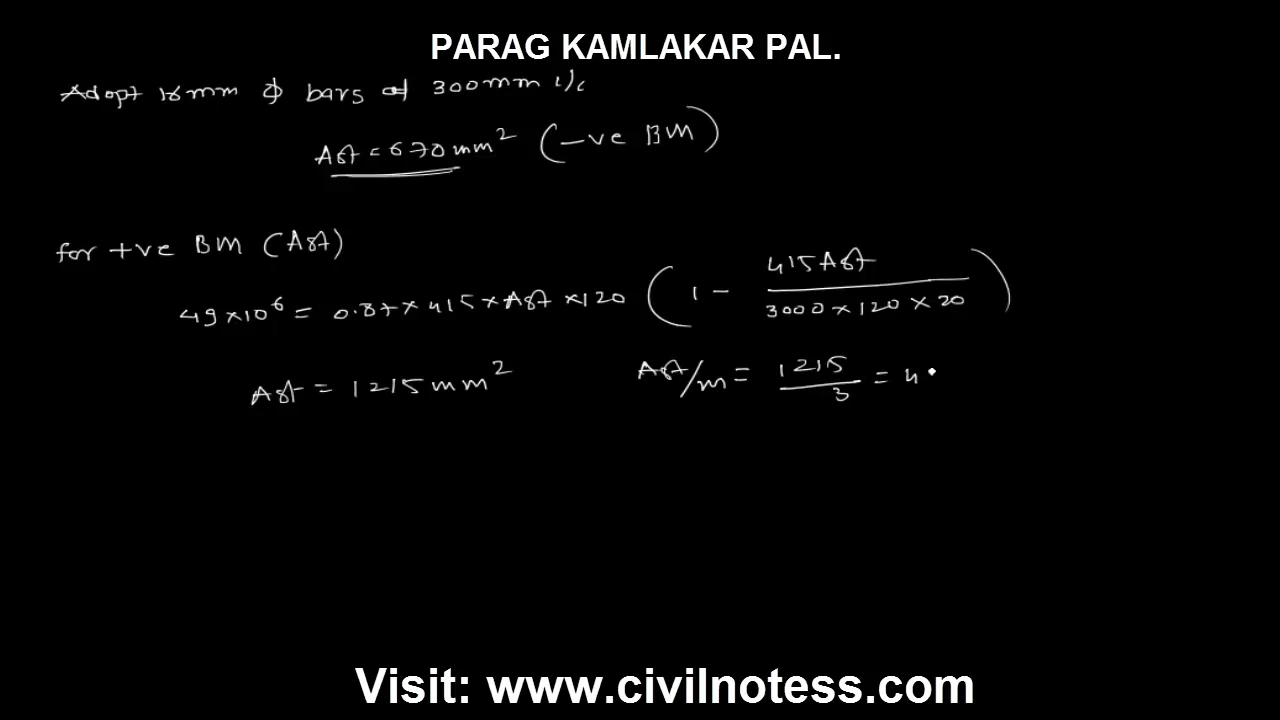 PARAG KAMLAKAR PAL.
Adopt 16mm ϕ bars at 300mm c/c
Ast = 670 mm² (-ve BM)
for +ve BM (Ast)
49×10⁶ = 0.87×415×Ast×120 (1 - 415Ast / 3000×120×20)
Ast = 1215mm² Ast/m = 1215/3 = 4
Visit: www.civilnotess.com